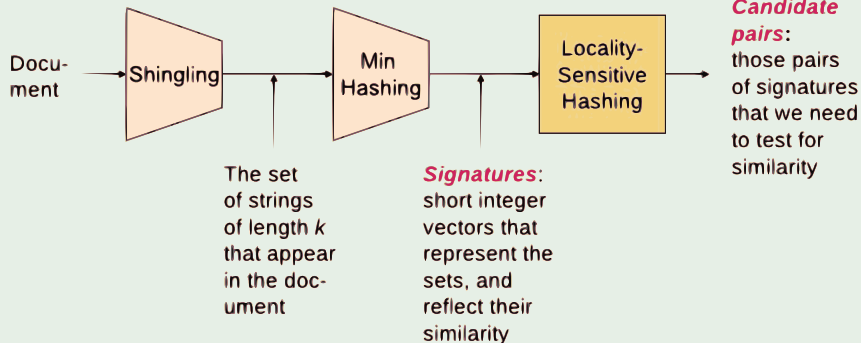 Docu-
ment
Shingling
The set
of strings
of length k
that appear
in the doc-
ument
Min
Hashing
Signatures:
short integer
vectors that
represent the
sets, and
reflect their
similarity
Locality-
Sensitive
Hashing
Candidate
pairs:
those pairs
of signatures
that we need
to test for
similarity